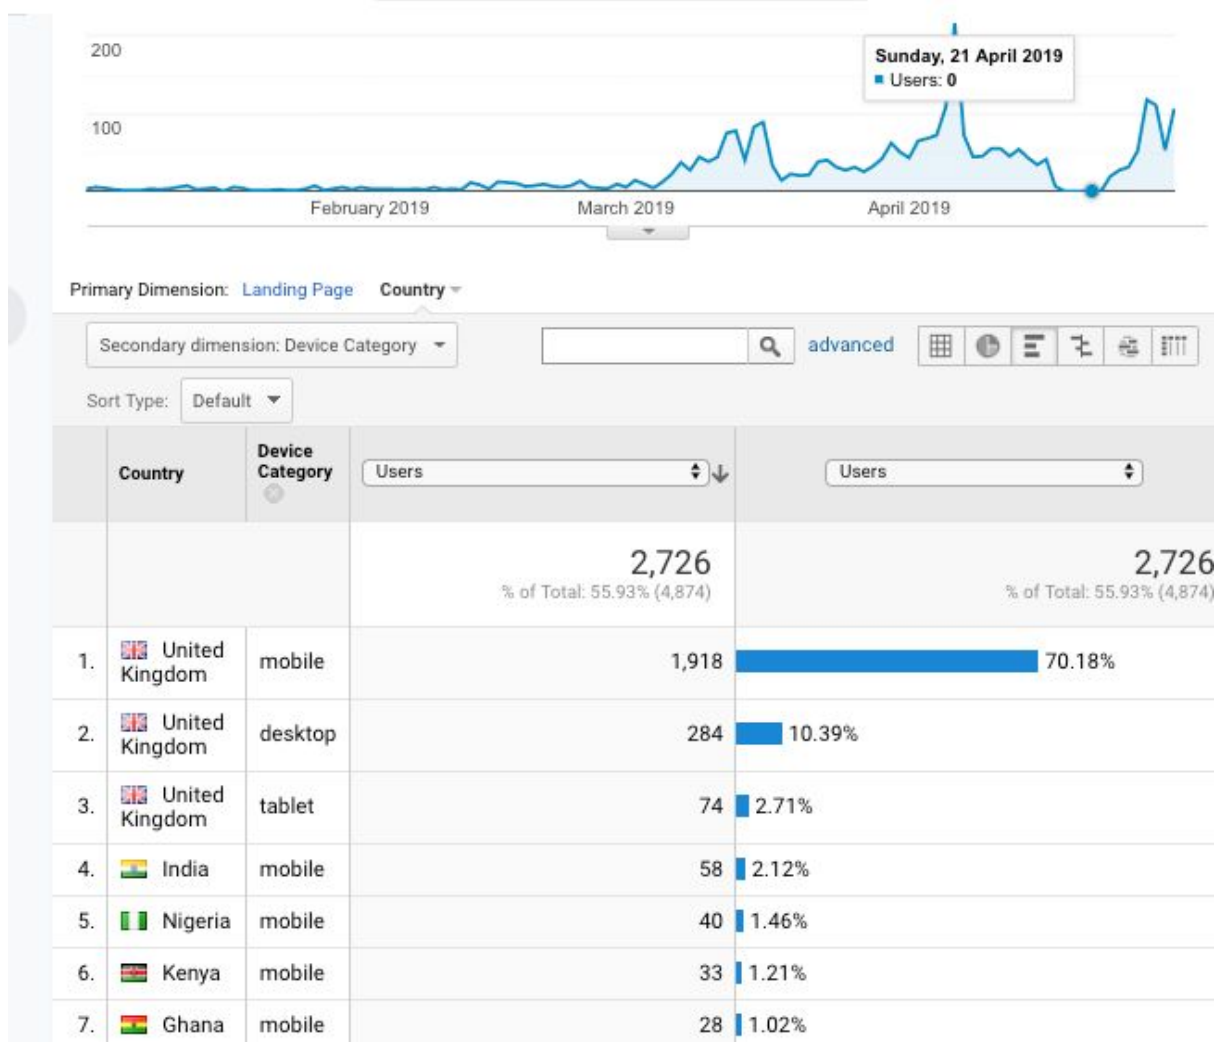 200
Sunday, 21 April 2019
Users: 0
100
February 2019 March 2019 April 2019
Primary Dimension: Landing Page Country
Secondary dimension: Device Category advanced
Sort Type: Default
Country Device Category Users Users
2,726 2,726
% of Total: 55.93% (4,874) % of Total: 55.93% (4,874)
1. United Kingdom mobile 1,918 70.18%
2. United Kingdom desktop 284 10.39%
3. United Kingdom tablet 74 2.71%
4. India mobile 58 2.12%
5. Nigeria mobile 40 1.46%
6. Kenya mobile 33 1.21%
7. Ghana mobile 28 1.02%